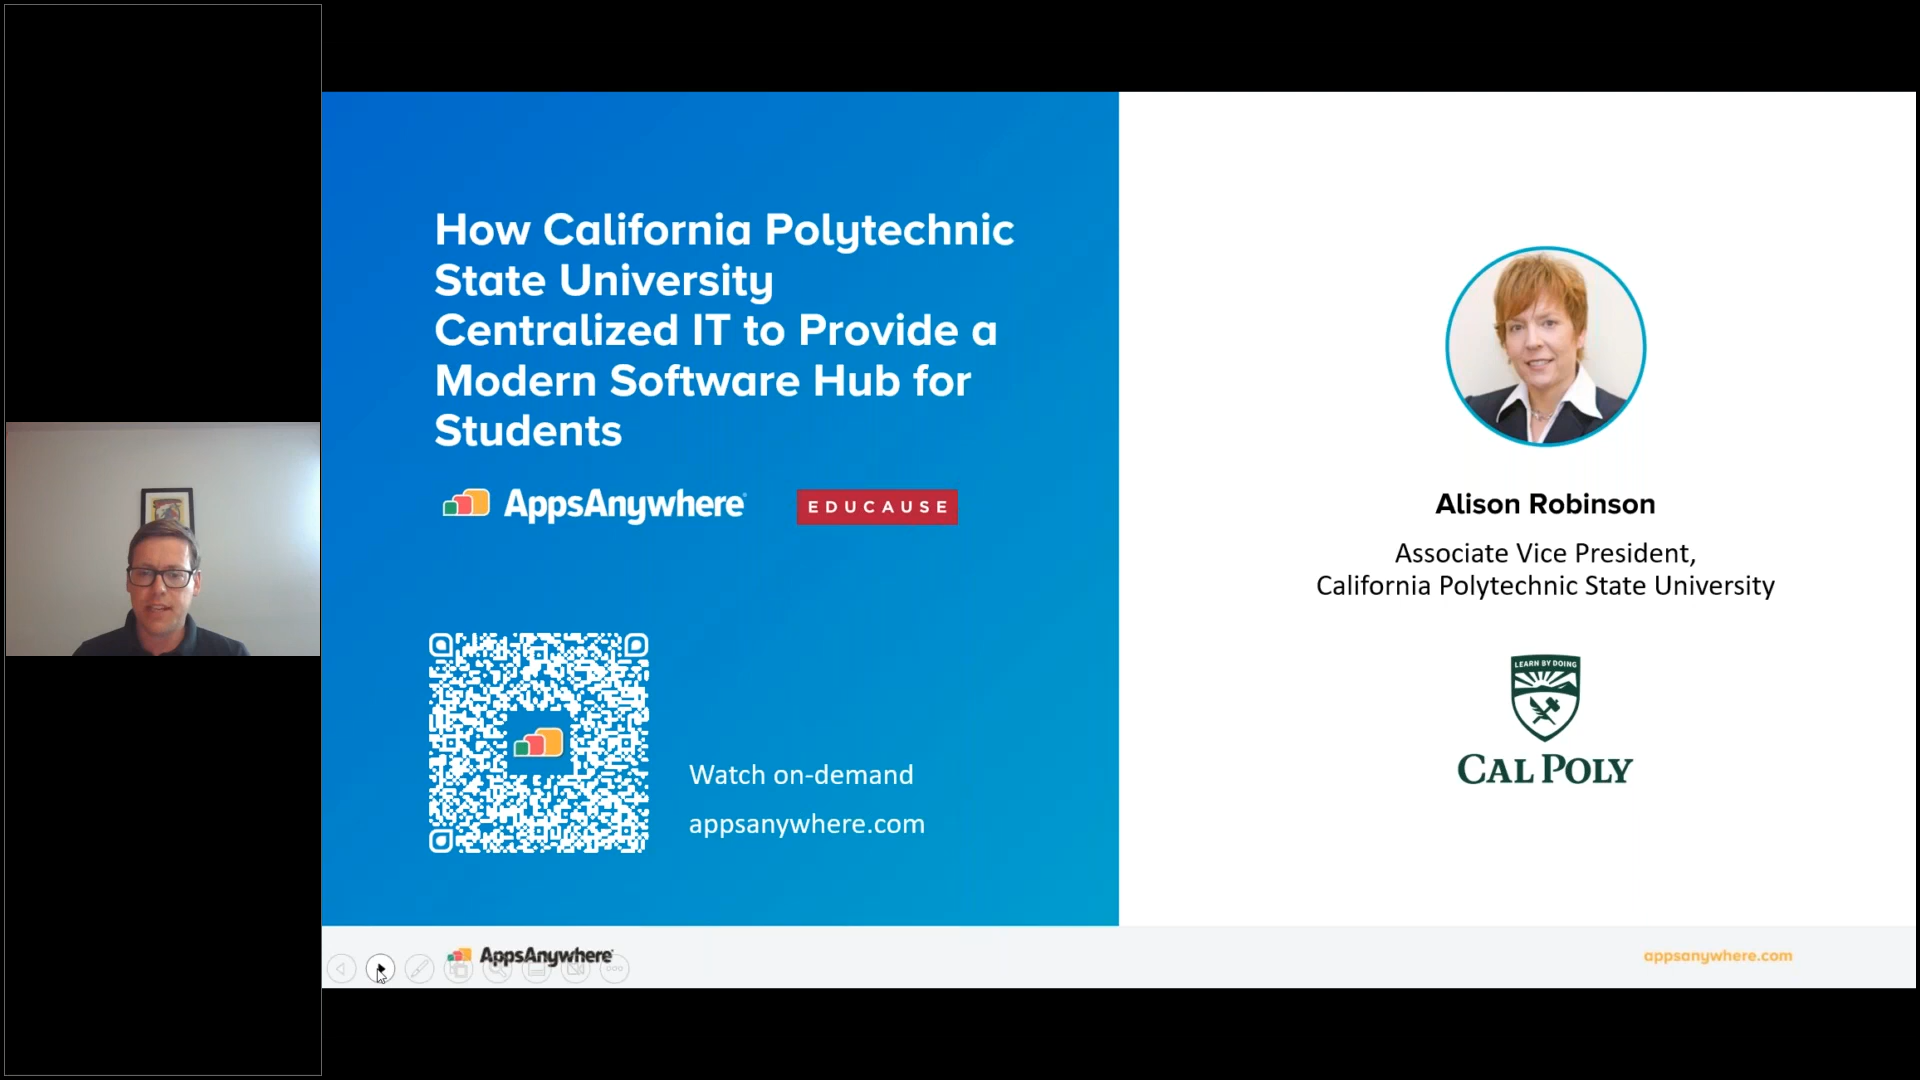 How California Polytechnic
State University
Centralized IT to Provide a
Modern Software Hub for
Students
AppsAnywhere
EDUCAUSE
Watch on-demand
appsanywhere.com
Alison Robinson
Associate Vice President,
California Polytechnic State University
LEARN BY DOING
CAL POLY
AppsAnywhere
appsanywhere.com